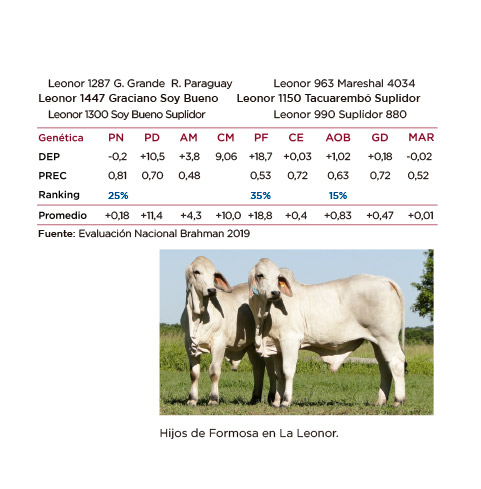 Leonor 1287 G. Grande R. Paraguay Leonor 963 Mareshal 4034
Leonor 1447 Graciano Soy Bueno Leonor 1150 Tacuarembó Suplidor
Leonor 1300 Soy Bueno Suplidor Leonor 990 Suplidor 880
Genética PN PD AM CM PF CE AOB GD MAR
DEP -0,2 +10,5 +3,8 9,06 +18,7 +0,03 +1,02 +0,18 -0,02
PREC 0,81 0,70 0,48 0,53 0,72 0,63 0,72 0,52
Ranking 25% 35% 15%
Promedio +0,18 +11,4 +4,3 +10,0 +18,8 +0,4 +0,83 +0,47 +0,01
Fuente: Evaluación Nacional Brahman 2019
Hijos de Formosa en La Leonor.